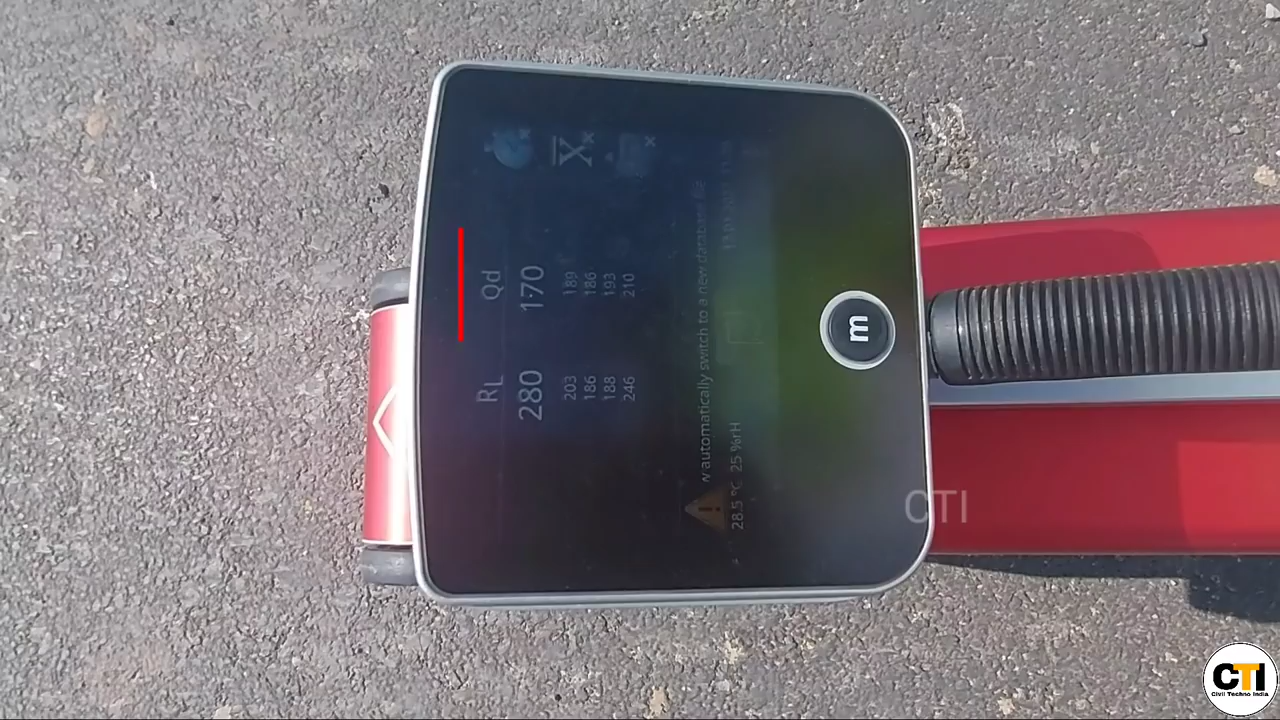 RL Qd
280 170
203 189
186 186
188 193
246 210
automatically switch to a new database
28.5 °C 25 %rH
m
CTI
CTI
Civil Techno India